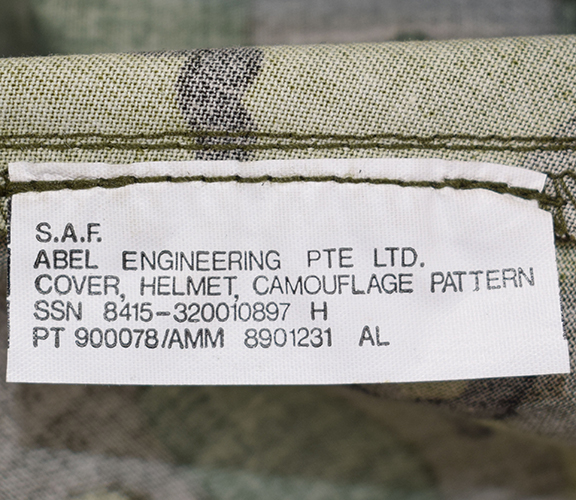 S.A.F.
ABEL ENGINEERING PTE LTD.
COVER, HELMET, CAMOUFLAGE PATTERN
SSN 8415-320010897 H
PT 900078/AMM 8901231 AL